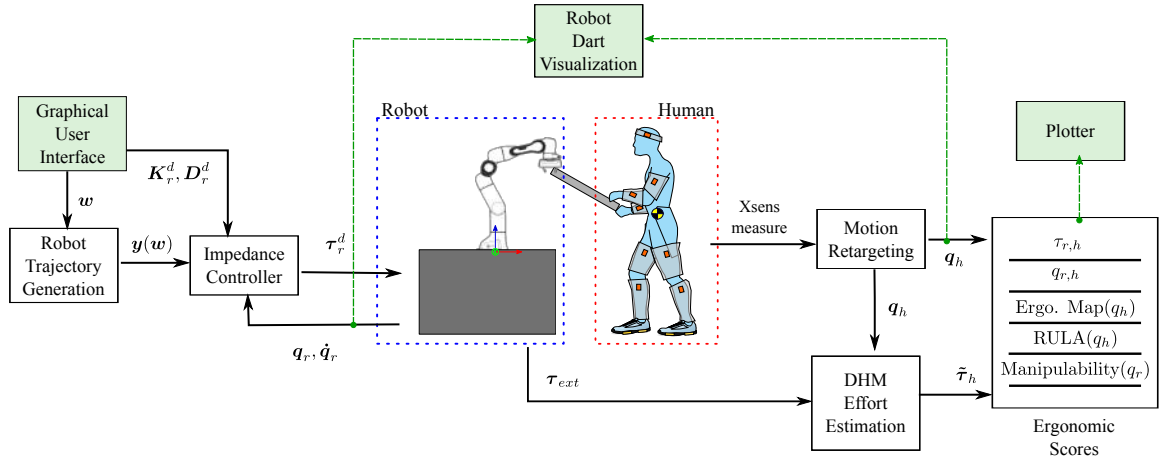 Robot
Dart
Visualization
Graphical
User
Interface
Robot
Human
Plotter
K_r^d, D_r^d
w
Xsens
measure
Robot
Trajectory
Generation
y(w)
Impedance
Controller
τ_r^d
Motion
Retargeting
q_h
τ_{r,h}
q_{r,h}
Ergo. Map(q_h)
RULA(q_h)
Manipulability(q_r)
q_h
q_r, q̇_r
τ_{ext}
DHM
Effort
Estimation
τ̃_h
Ergonomic
Scores